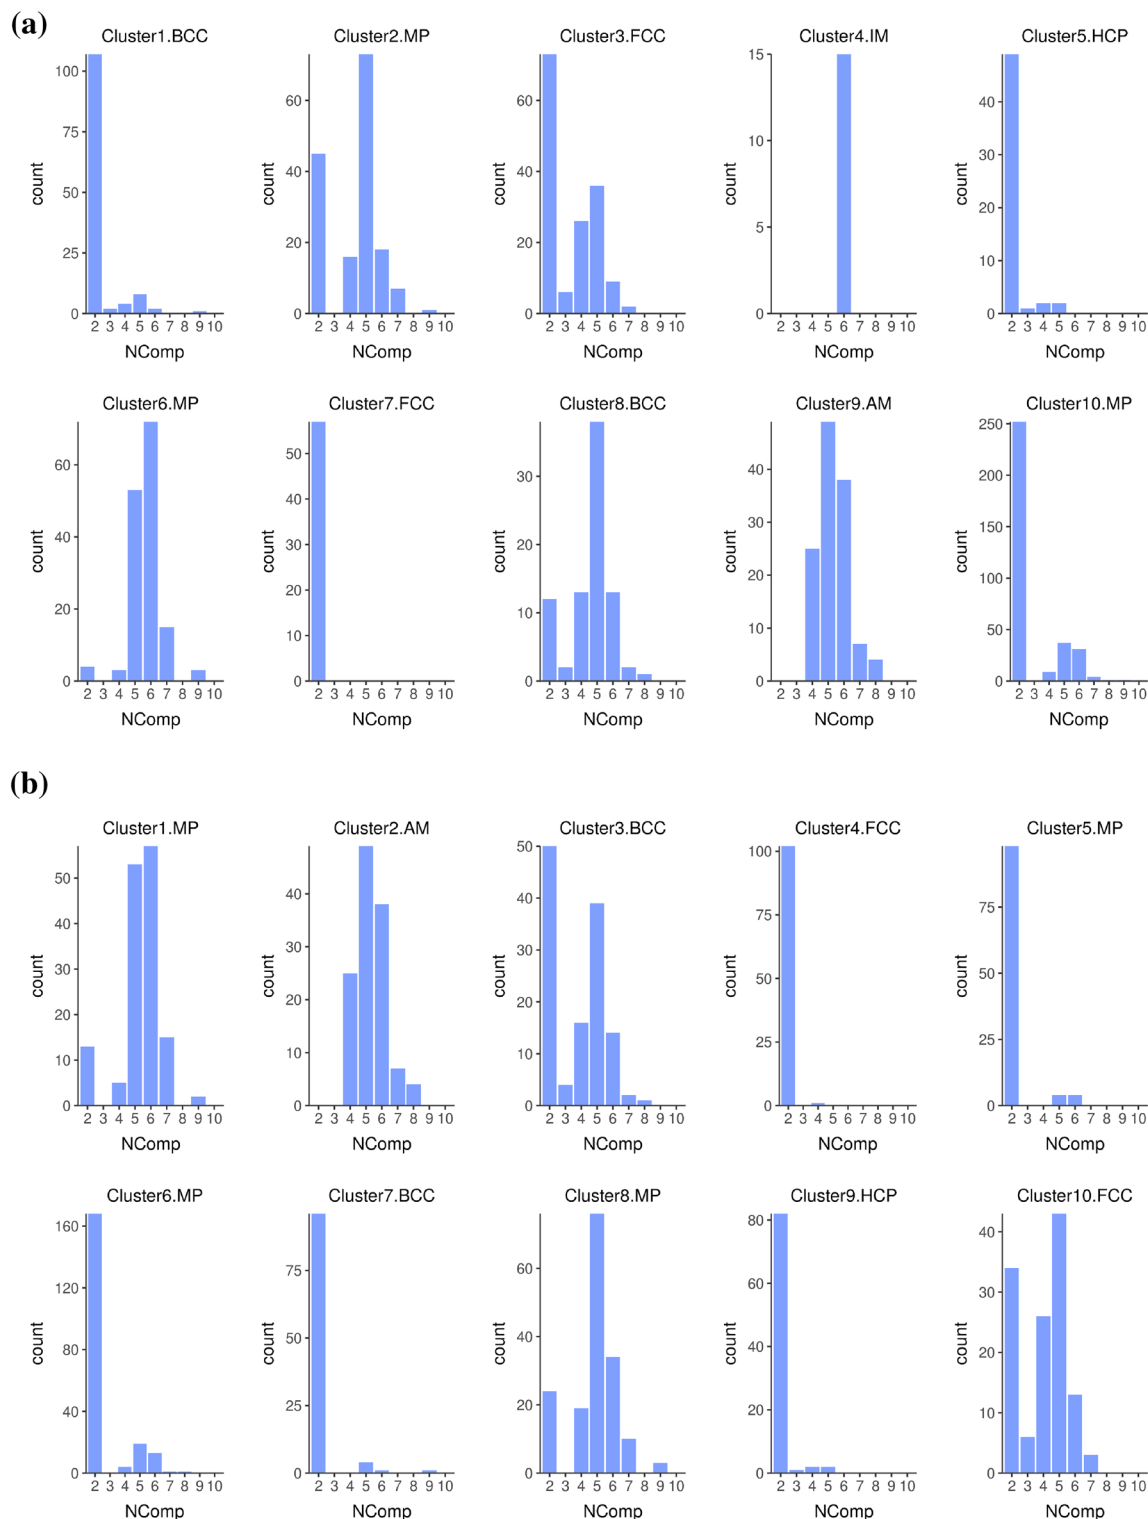 (a)
Cluster1.BCC Cluster2.MP Cluster3.FCC Cluster4.IM Cluster5.HCP
count count count count count
100 75 50 25 0
60 40 20 0
60 40 20 0
15 10 5 0
40 30 20 10 0
2 3 4 5 6 7 8 9 10 2 3 4 5 6 7 8 9 10 2 3 4 5 6 7 8 9 10 2 3 4 5 6 7 8 9 10 2 3 4 5 6 7 8 9 10
NComp NComp NComp NComp NComp
Cluster6.MP Cluster7.FCC Cluster8.BCC Cluster9.AM Cluster10.MP
count count count count count
60 40 20 0
50 40 30 20 10 0
30 20 10 0
40 30 20 10 0
250 200 150 100 50 0
2 3 4 5 6 7 8 9 10 2 3 4 5 6 7 8 9 10 2 3 4 5 6 7 8 9 10 2 3 4 5 6 7 8 9 10 2 3 4 5 6 7 8 9 10
NComp NComp NComp NComp NComp
(b)
Cluster1.MP Cluster2.AM Cluster3.BCC Cluster4.FCC Cluster5.MP
count count count count count
50 40 30 20 10 0
40 30 20 10 0
50 40 30 20 10 0
100 75 50 25 0
75 50 25 0
2 3 4 5 6 7 8 9 10 2 3 4 5 6 7 8 9 10 2 3 4 5 6 7 8 9 10 2 3 4 5 6 7 8 9 10 2 3 4 5 6 7 8 9 10
NComp NComp NComp NComp NComp
Cluster6.MP Cluster7.BCC Cluster8.MP Cluster9.HCP Cluster10.FCC
count count count count count
160 120 80 40 0
75 50 25 0
60 40 20 0
80 60 40 20 0
40 30 20 10 0
2 3 4 5 6 7 8 9 10 2 3 4 5 6 7 8 9 10 2 3 4 5 6 7 8 9 10 2 3 4 5 6 7 8 9 10 2 3 4 5 6 7 8 9 10
NComp NComp NComp NComp NComp